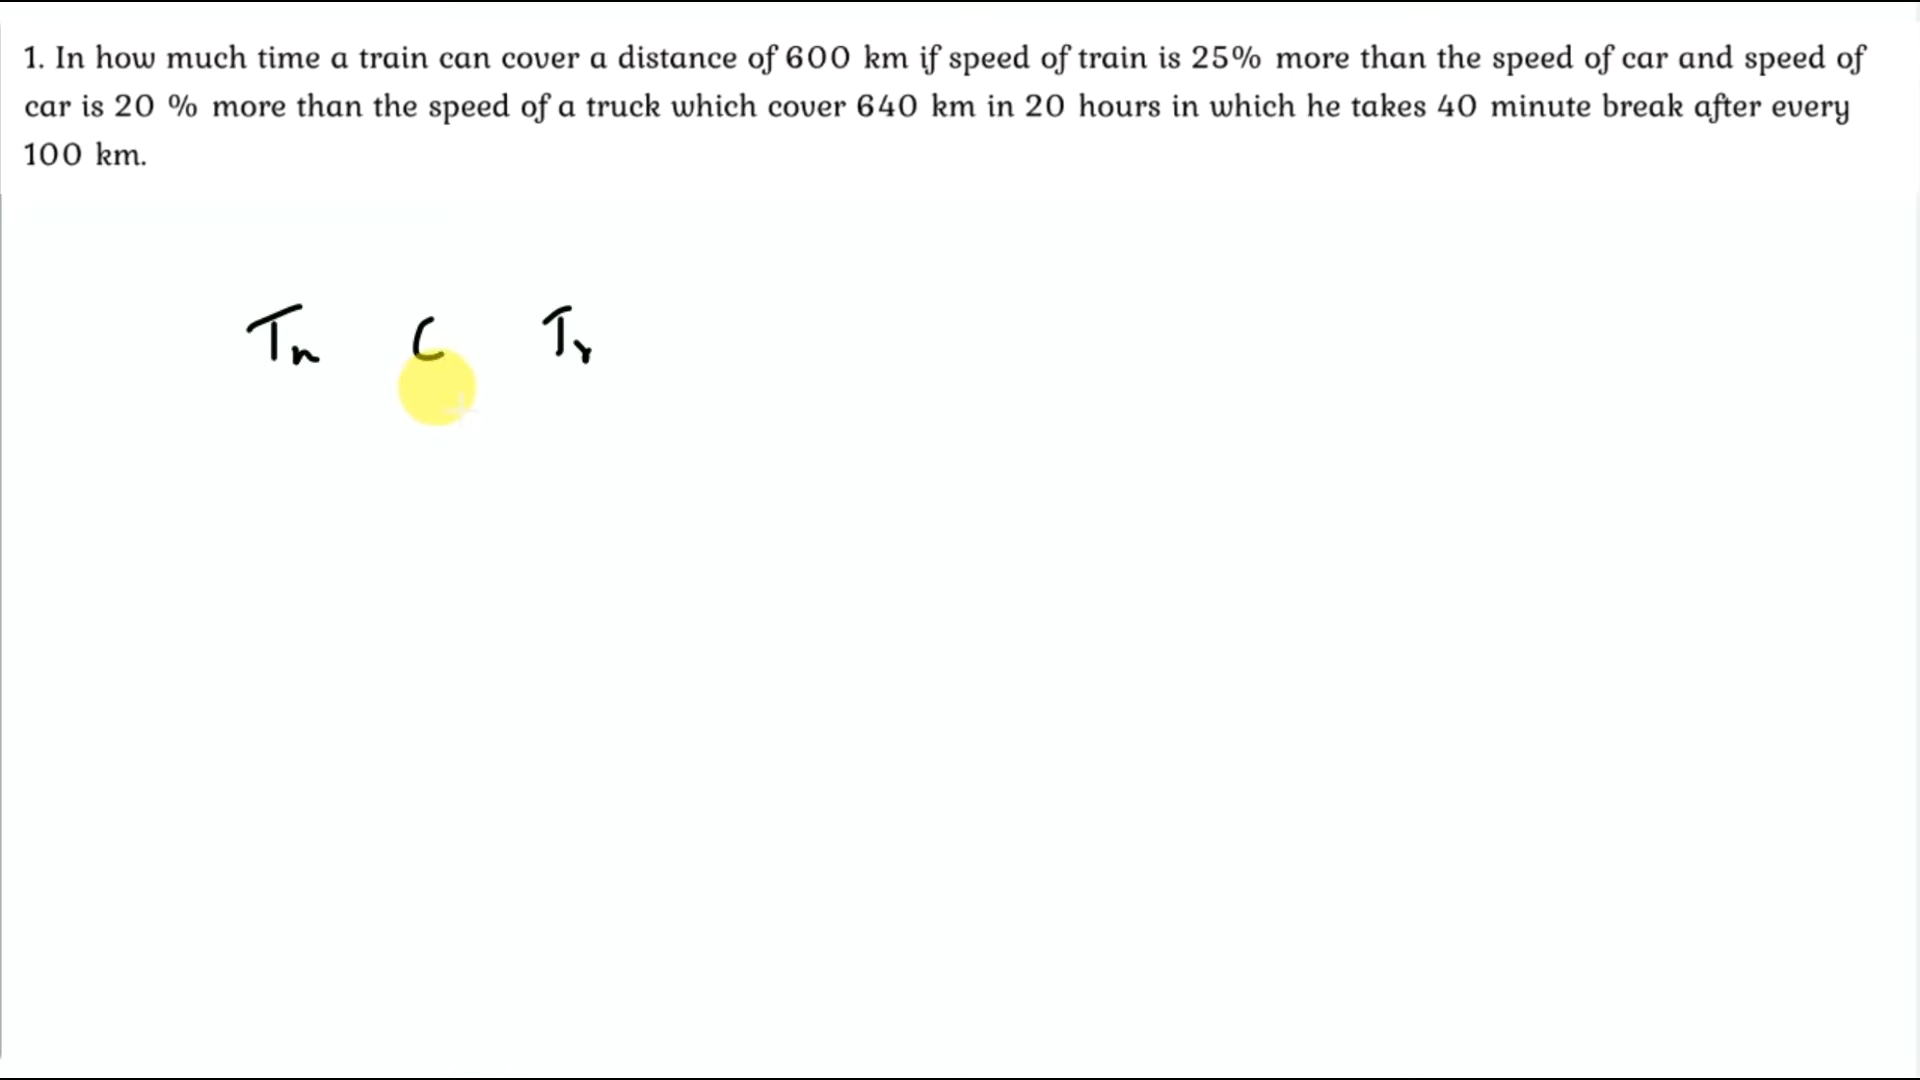 1. In how much time a train can cover a distance of 600 km if speed of train is 25% more than the speed of car and speed of
car is 20 % more than the speed of a truck which cover 640 km in 20 hours in which he takes 40 minute break after every
100 km.
Tn C Tr